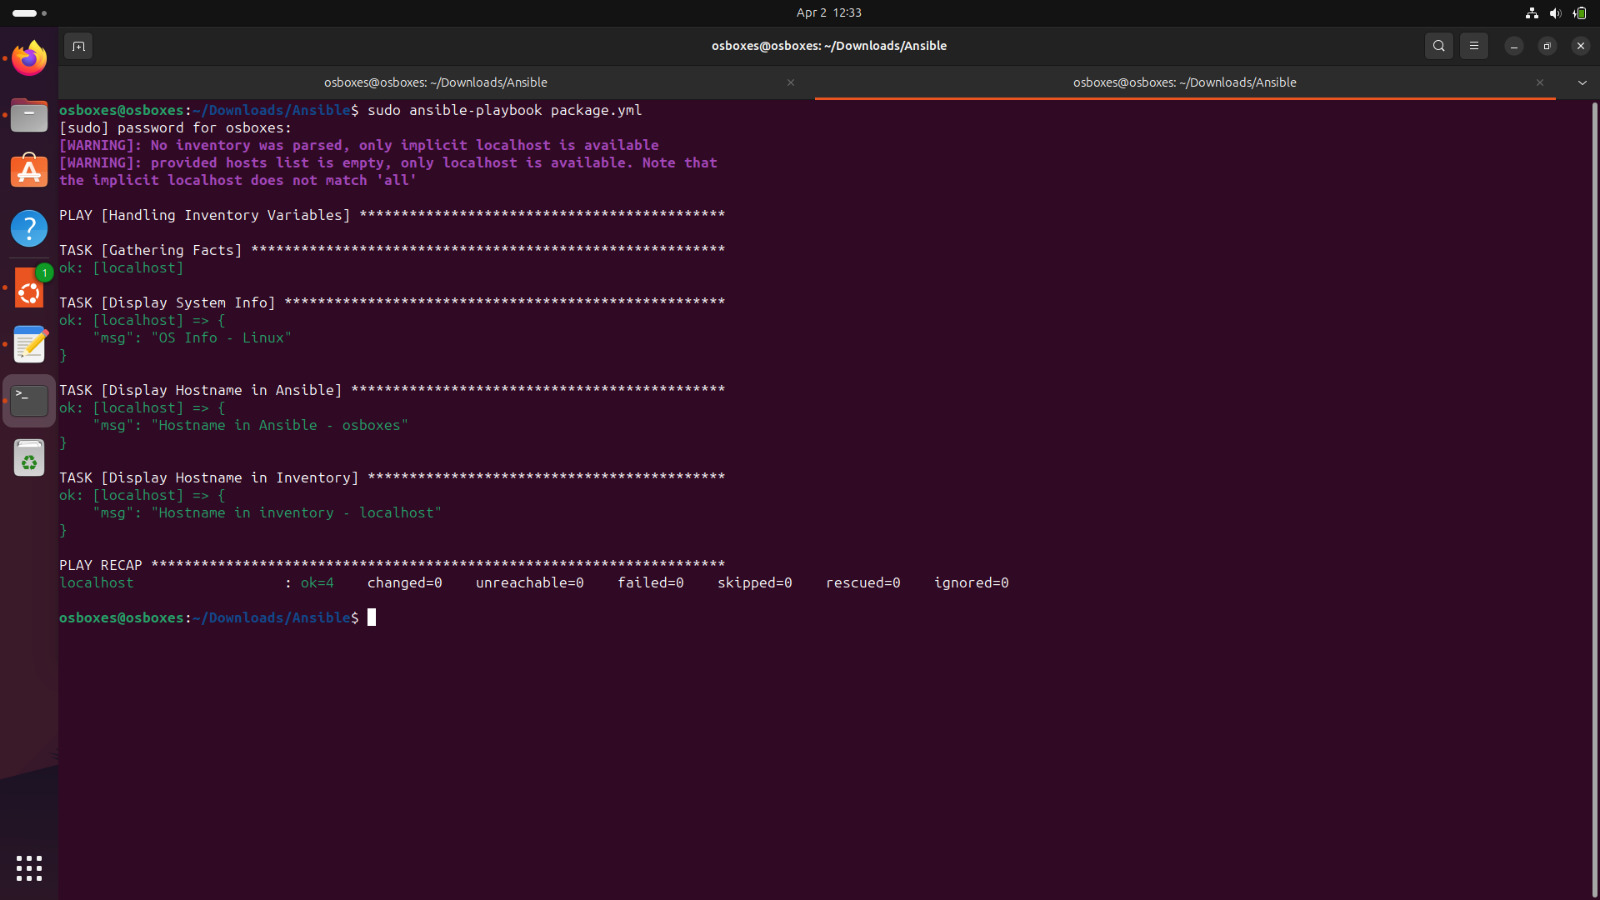 Apr 2 12:33
osboxes@osboxes: ~/Downloads/Ansible
osboxes@osboxes: ~/Downloads/Ansible
osboxes@osboxes: ~/Downloads/Ansible
osboxes@osboxes:~/Downloads/Ansible$ sudo ansible-playbook package.yml
[sudo] password for osboxes:
[WARNING]: No inventory was parsed, only implicit localhost is available
[WARNING]: provided hosts list is empty, only localhost is available. Note that
the implicit localhost does not match 'all'
PLAY [Handling Inventory Variables] ********************************************
TASK [Gathering Facts] *********************************************************
ok: [localhost]
TASK [Display System Info] *****************************************************
ok: [localhost] => {
    "msg": "OS Info - Linux"
}
TASK [Display Hostname in Ansible] *********************************************
ok: [localhost] => {
    "msg": "Hostname in Ansible - osboxes"
}
TASK [Display Hostname in Inventory] *******************************************
ok: [localhost] => {
    "msg": "Hostname in inventory - localhost"
}
PLAY RECAP *********************************************************************
localhost                  : ok=4    changed=0    unreachable=0    failed=0    skipped=0    rescued=0    ignored=0
osboxes@osboxes:~/Downloads/Ansible$
1